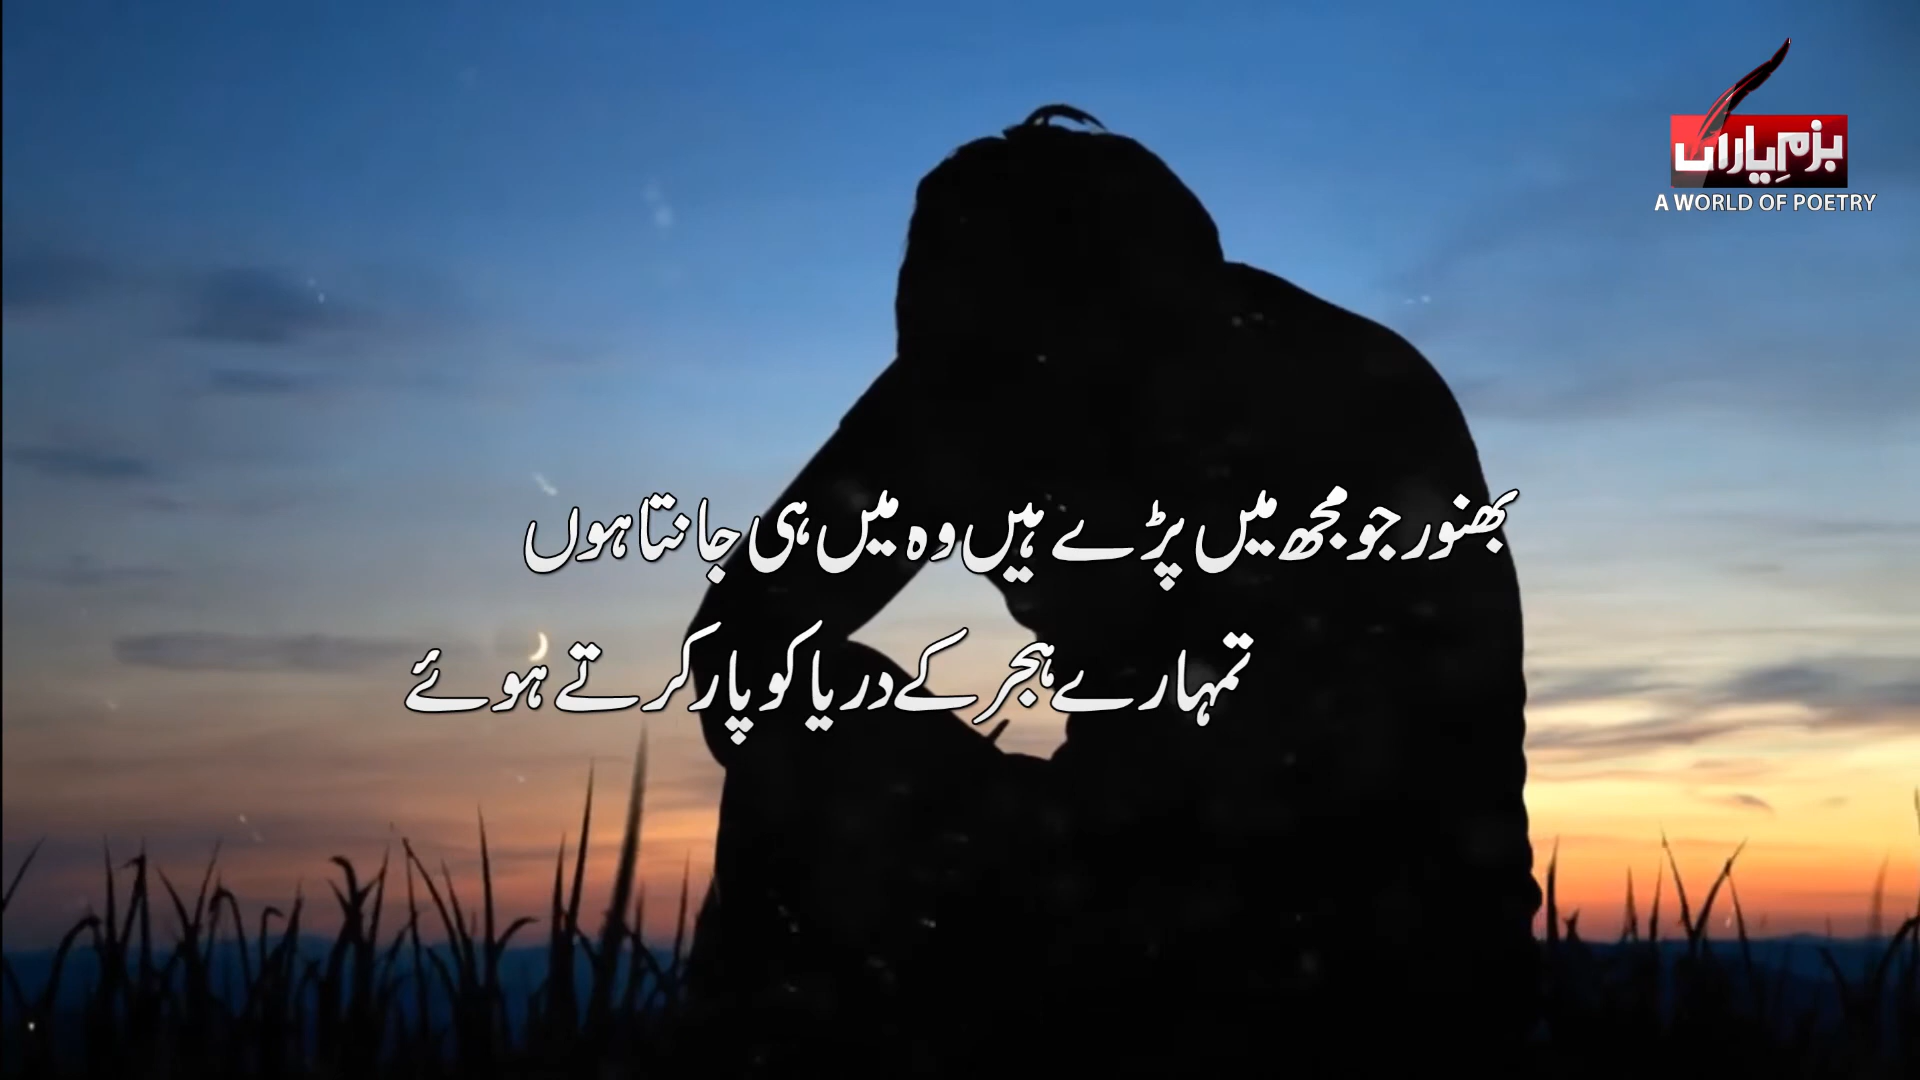 بزمِ یاراں
A WORLD OF POETRY
بھنور جو مجھ میں پڑے ہیں وہ میں ہی جانتا ہوں
تمہارے ہجر کے دریا کو پار کرتے ہوئے